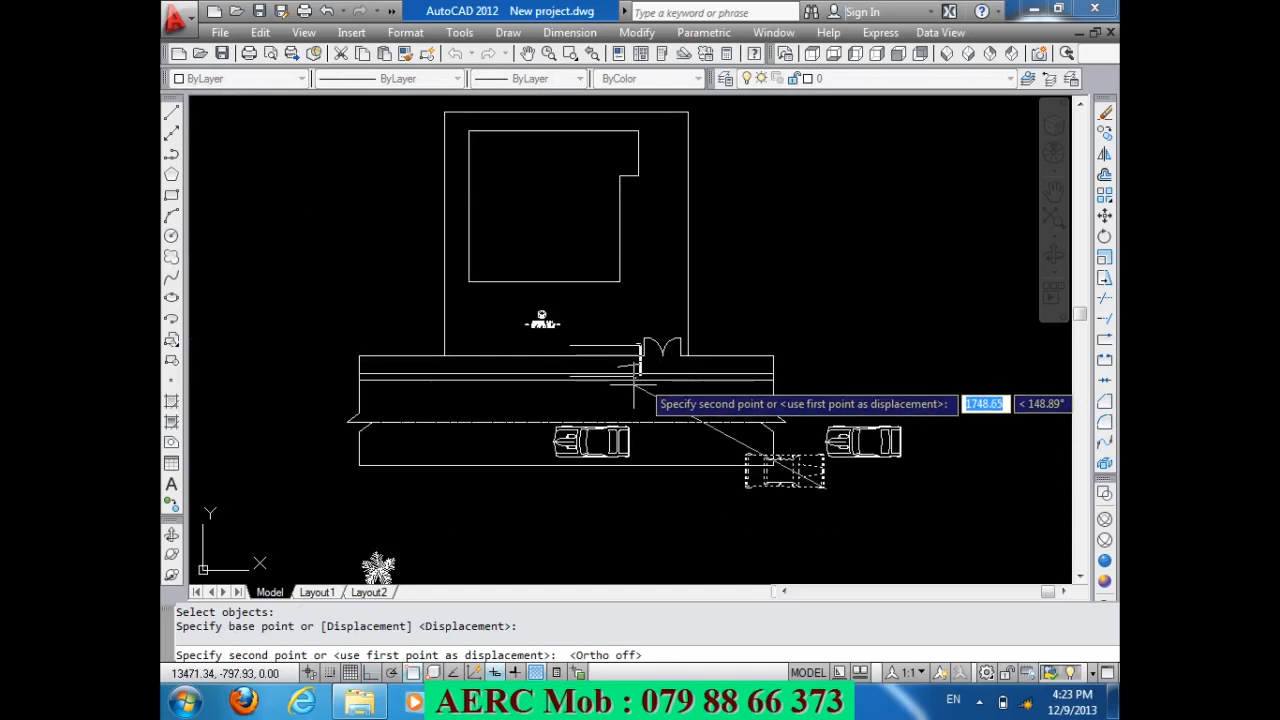 AutoCAD 2012 New project.dwg
Type a keyword or phrase
Sign In
File Edit View Insert Format Tools Draw Dimension Modify Parametric Window Help Express Data View
ByLayer ByLayer ByLayer ByColor 0
Specify second point or <use first point as displacement>: 1748.65 < 148.89°
Y
X
Model Layout1 Layout2
Select objects:
Specify base point or [Displacement] <Displacement>:
Specify second point or <use first point as displacement>: <Ortho off>
13471.34, -797.93, 0.00 MODEL 1:1
AERC Mob : 079 88 66 373
EN
4:23 PM
12/9/2013